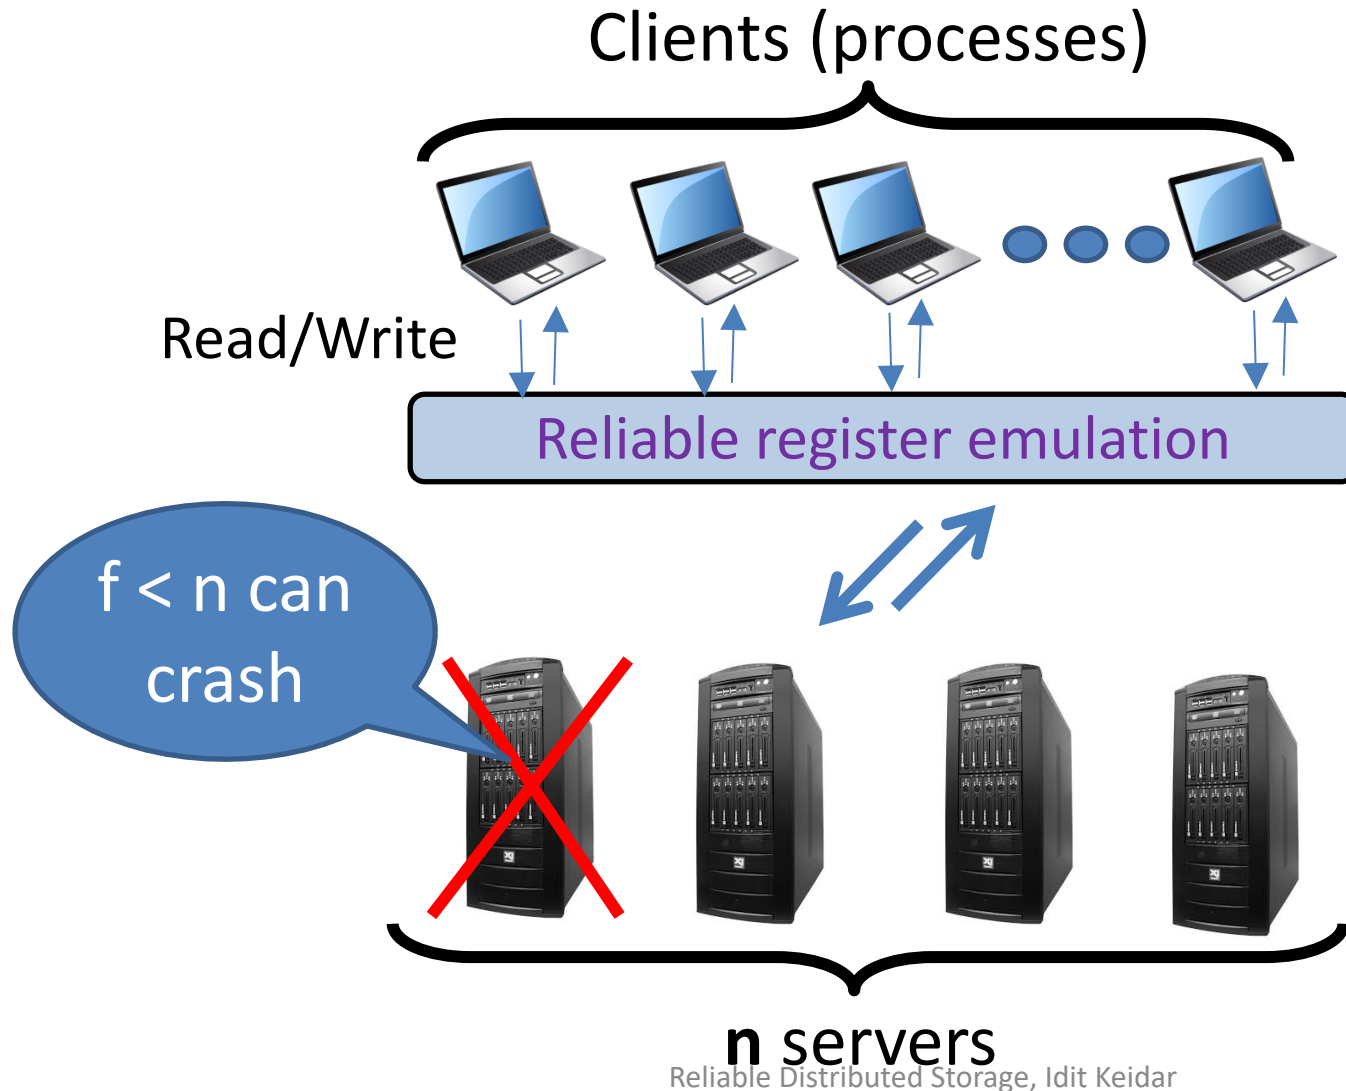 Clients (processes)
Read/Write
Reliable register emulation
f < n can
crash
n servers
Reliable Distributed Storage, Idit Keidar